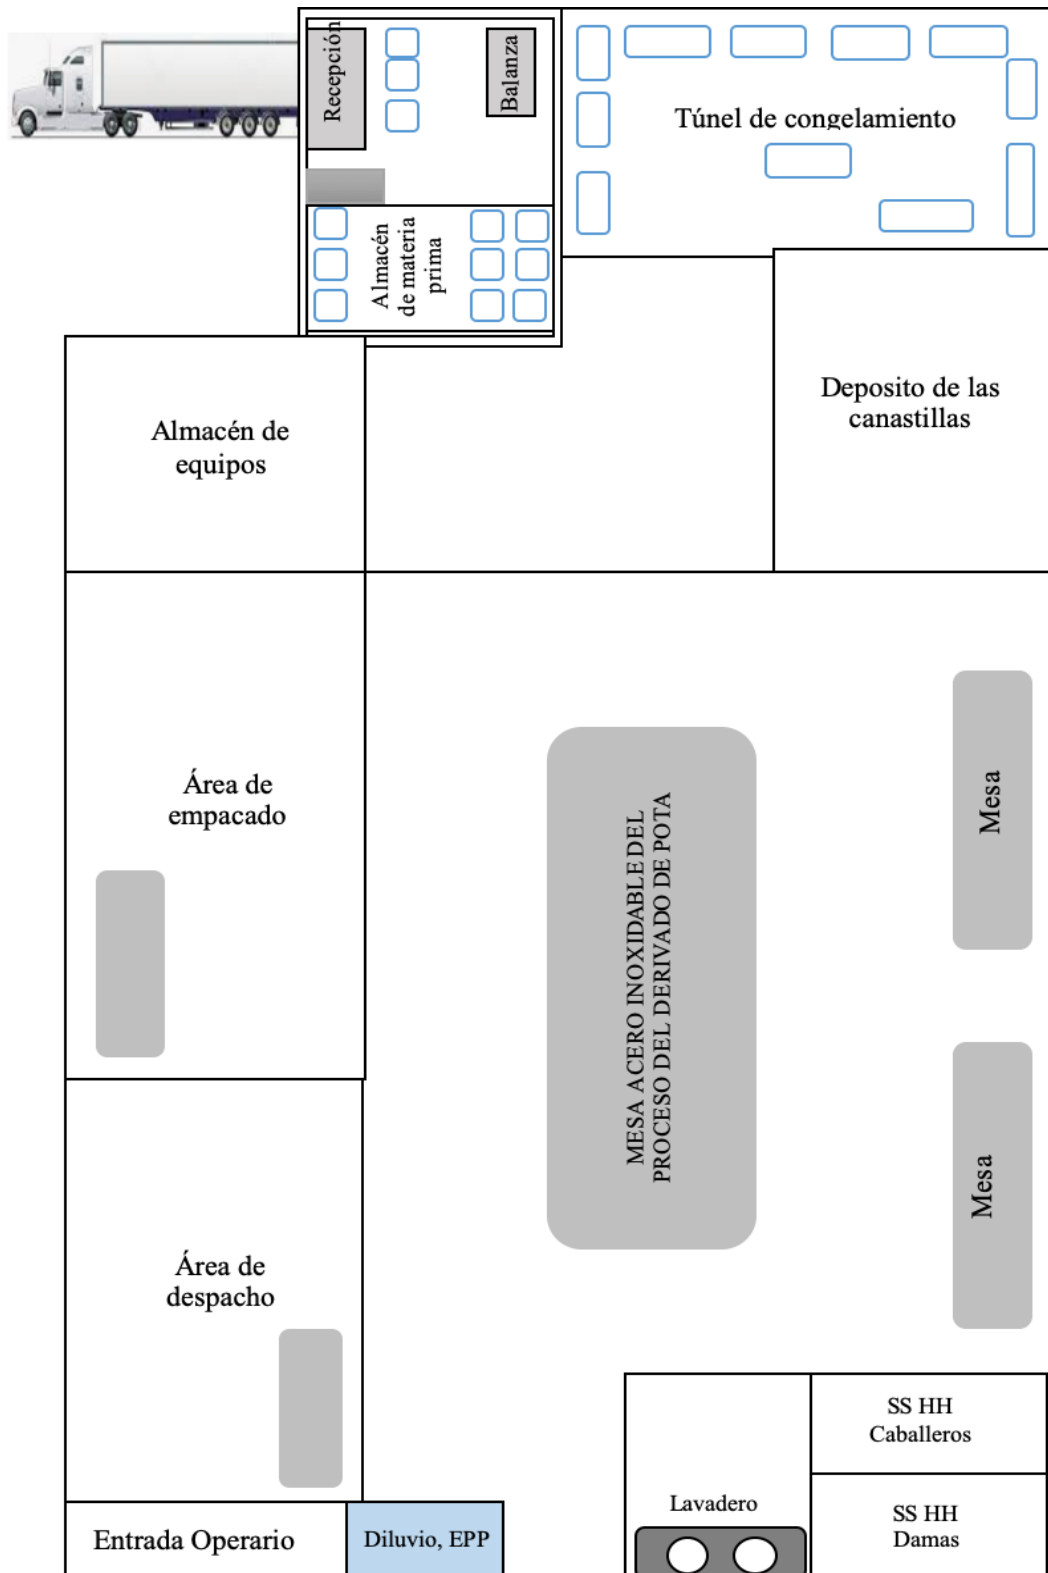 Recepción
Balanza
Túnel de congelamiento
Almacén
de materia
prima
Almacén de
equipos
Deposito de las
canastillas
Área de
empacado
MESA ACERO INOXIDABLE DEL
PROCESO DEL DERIVADO DE POTA
Mesa
Mesa
Área de
despacho
SS HH
Caballeros
Lavadero
SS HH
Damas
Entrada Operario
Diluvio, EPP